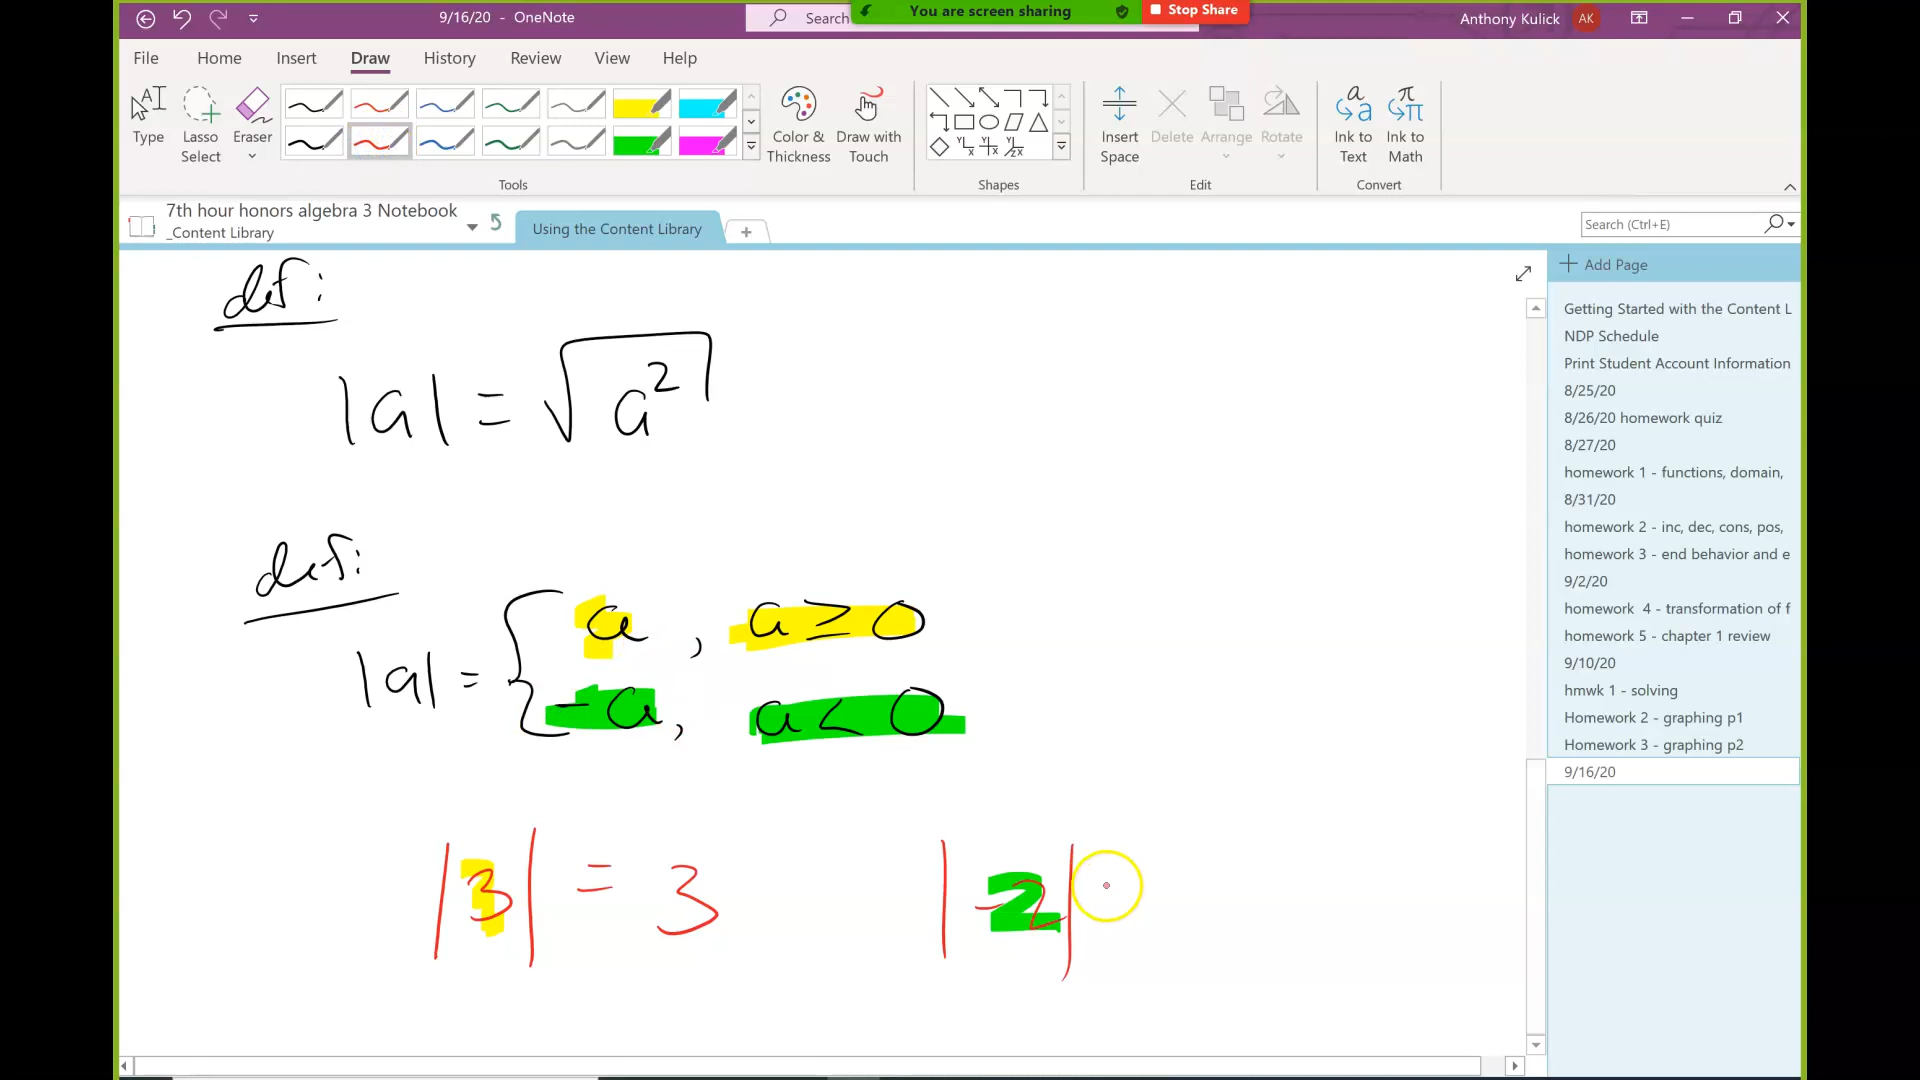 9/16/20 - OneNote
Search
You are screen sharing
Stop Share
Anthony Kulick
AK
File Home Insert Draw History Review View Help
Type
Lasso Select
Eraser
Color & Thickness
Draw with Touch
Insert Space
Delete
Arrange
Rotate
Ink to Text
Ink to Math
Tools
Shapes
Edit
Convert
7th hour honors algebra 3 Notebook
_Content Library
Using the Content Library
Search (Ctrl+E)
Add Page
Getting Started with the Content L
NDP Schedule
Print Student Account Information
8/25/20
8/26/20 homework quiz
8/27/20
homework 1 - functions, domain,
8/31/20
homework 2 - inc, dec, cons, pos,
homework 3 - end behavior and e
9/2/20
homework 4 - transformation of f
homework 5 - chapter 1 review
9/10/20
hmwk 1 - solving
Homework 2 - graphing p1
Homework 3 - graphing p2
9/16/20
def:
|a| = √a²
def:
|a| = { a, a ≥ 0
-a, a < 0
|3| = 3
|-2|